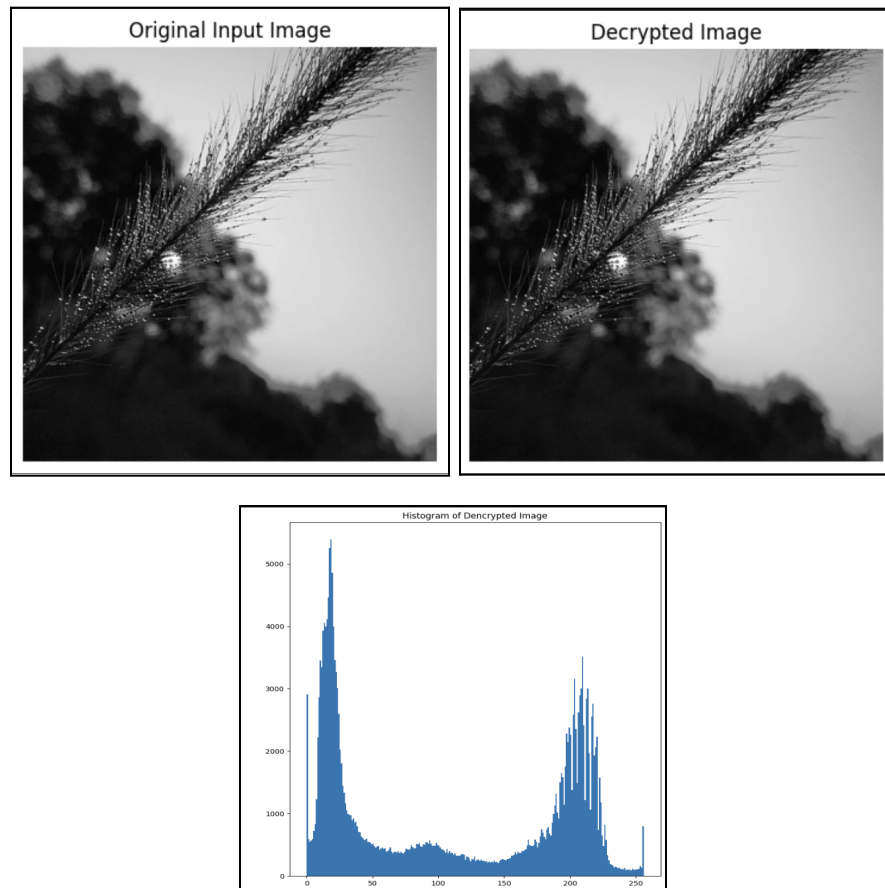 Original Input Image
Decrypted Image
Histogram of Dencrypted Image
5000
4000
3000
2000
1000
0
0 50 100 150 200 250